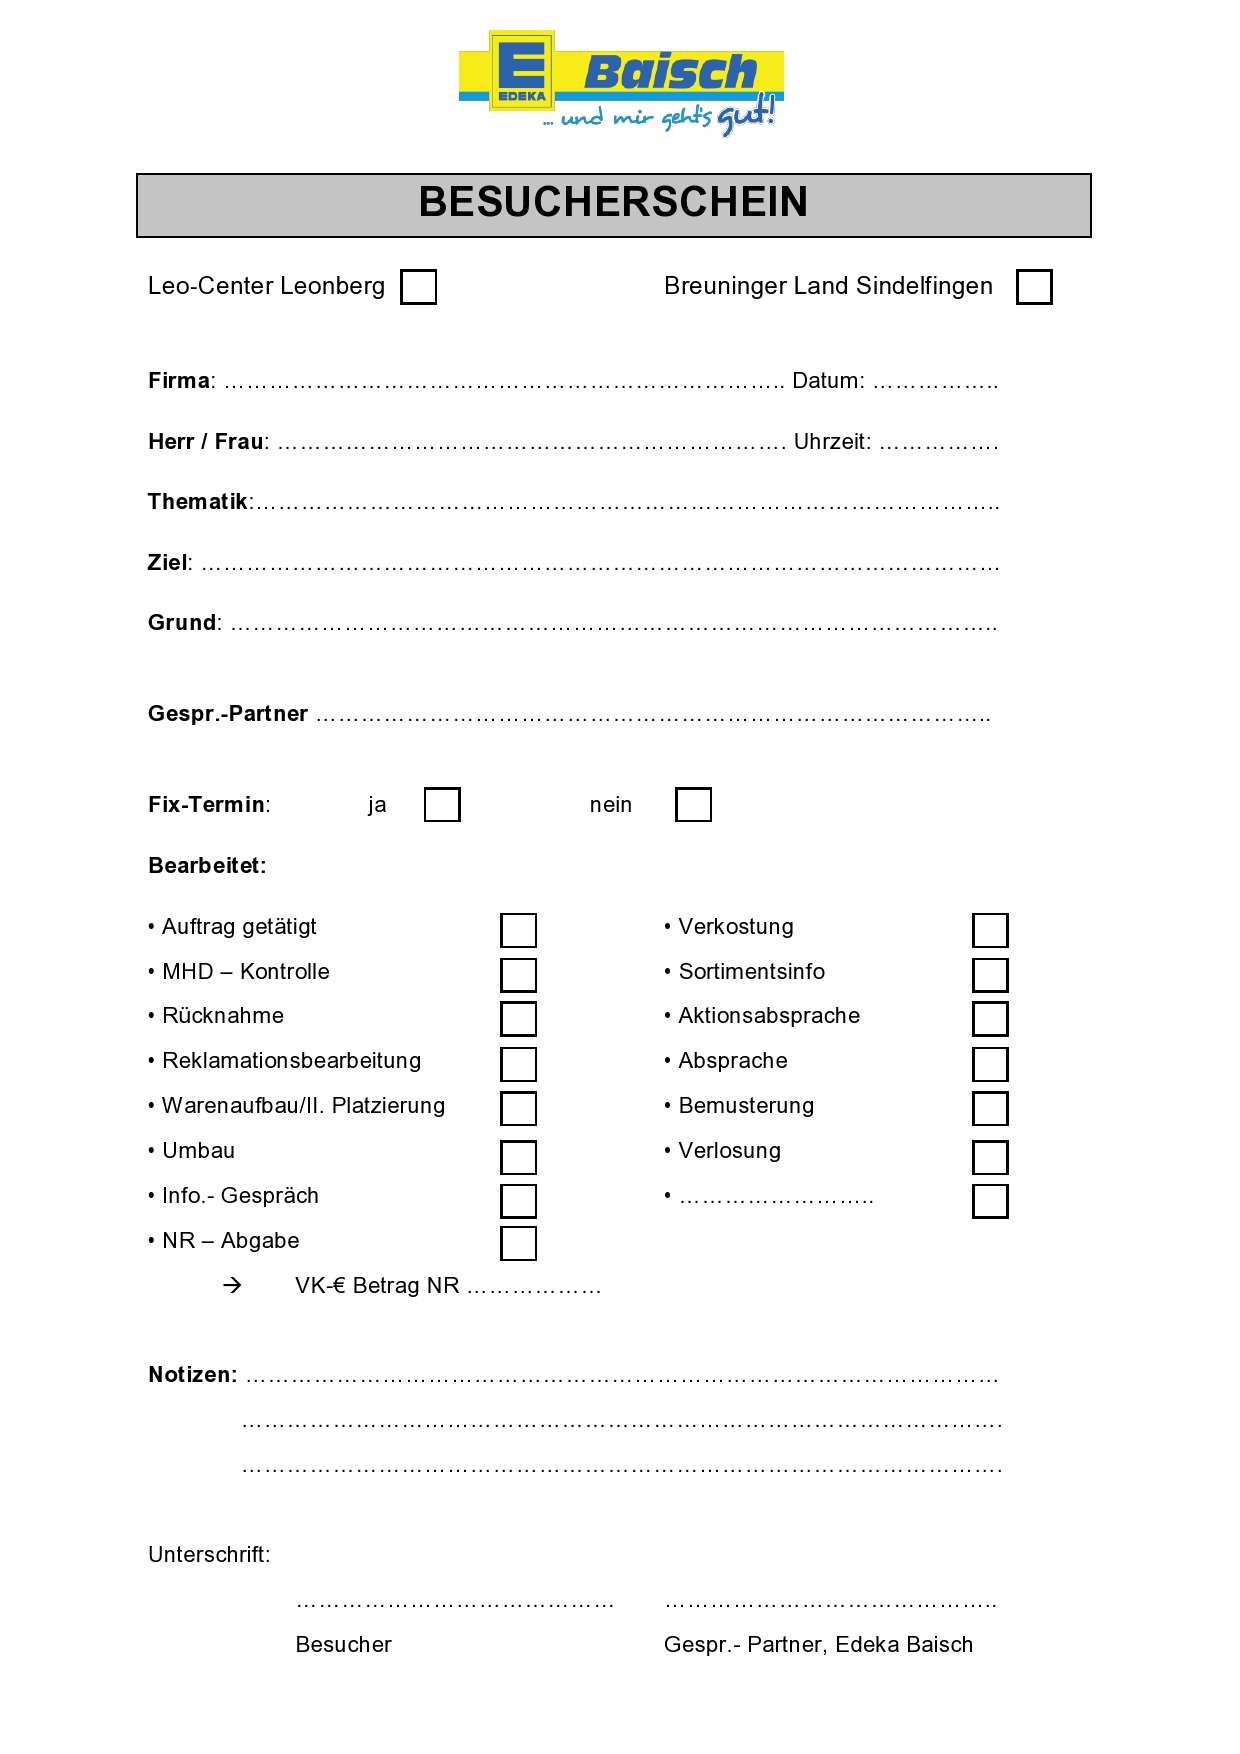 E Baisch
EDEKA
... und mir geht's gut!
BESUCHERSCHEIN
Leo-Center Leonberg Breuninger Land Sindelfingen
Firma: ……………………………………………………………….. Datum: ……………..
Herr / Frau: …………………………………………………………. Uhrzeit: …………….
Thematik:……………………………………………………………………………………..
Ziel: ……………………………………………………………………………………………
Grund: ………………………………………………………………………………………..
Gespr.-Partner ……………………………………………………………………………..
Fix-Termin: ja nein
Bearbeitet:
• Auftrag getätigt • Verkostung
• MHD – Kontrolle • Sortimentsinfo
• Rücknahme • Aktionsabsprache
• Reklamationsbearbeitung • Absprache
• Warenaufbau/II. Platzierung • Bemusterung
• Umbau • Verlosung
• Info.- Gespräch • ……………………..
• NR – Abgabe
→ VK-€ Betrag NR ………………
Notizen: ………………………………………………………………………………………
……………………………………………………………………………………….
……………………………………………………………………………………….
Unterschrift:
…………………………………… ……………………………………..
Besucher Gespr.- Partner, Edeka Baisch